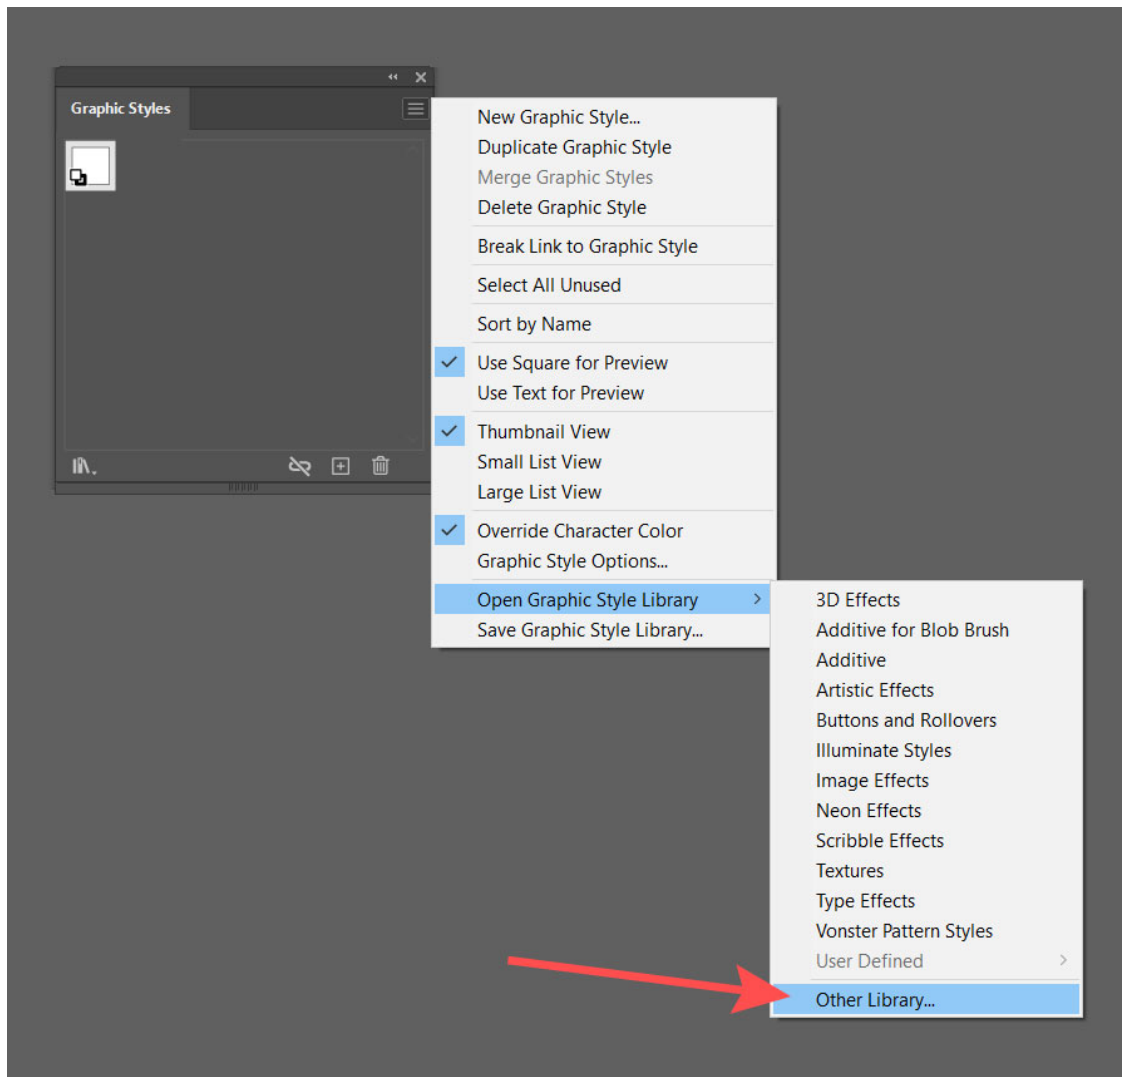 Graphic Styles
New Graphic Style...
Duplicate Graphic Style
Merge Graphic Styles
Delete Graphic Style
Break Link to Graphic Style
Select All Unused
Sort by Name
Use Square for Preview
Use Text for Preview
Thumbnail View
Small List View
Large List View
Override Character Color
Graphic Style Options...
Open Graphic Style Library
Save Graphic Style Library...
3D Effects
Additive for Blob Brush
Additive
Artistic Effects
Buttons and Rollovers
Illuminate Styles
Image Effects
Neon Effects
Scribble Effects
Textures
Type Effects
Vonster Pattern Styles
User Defined
Other Library...